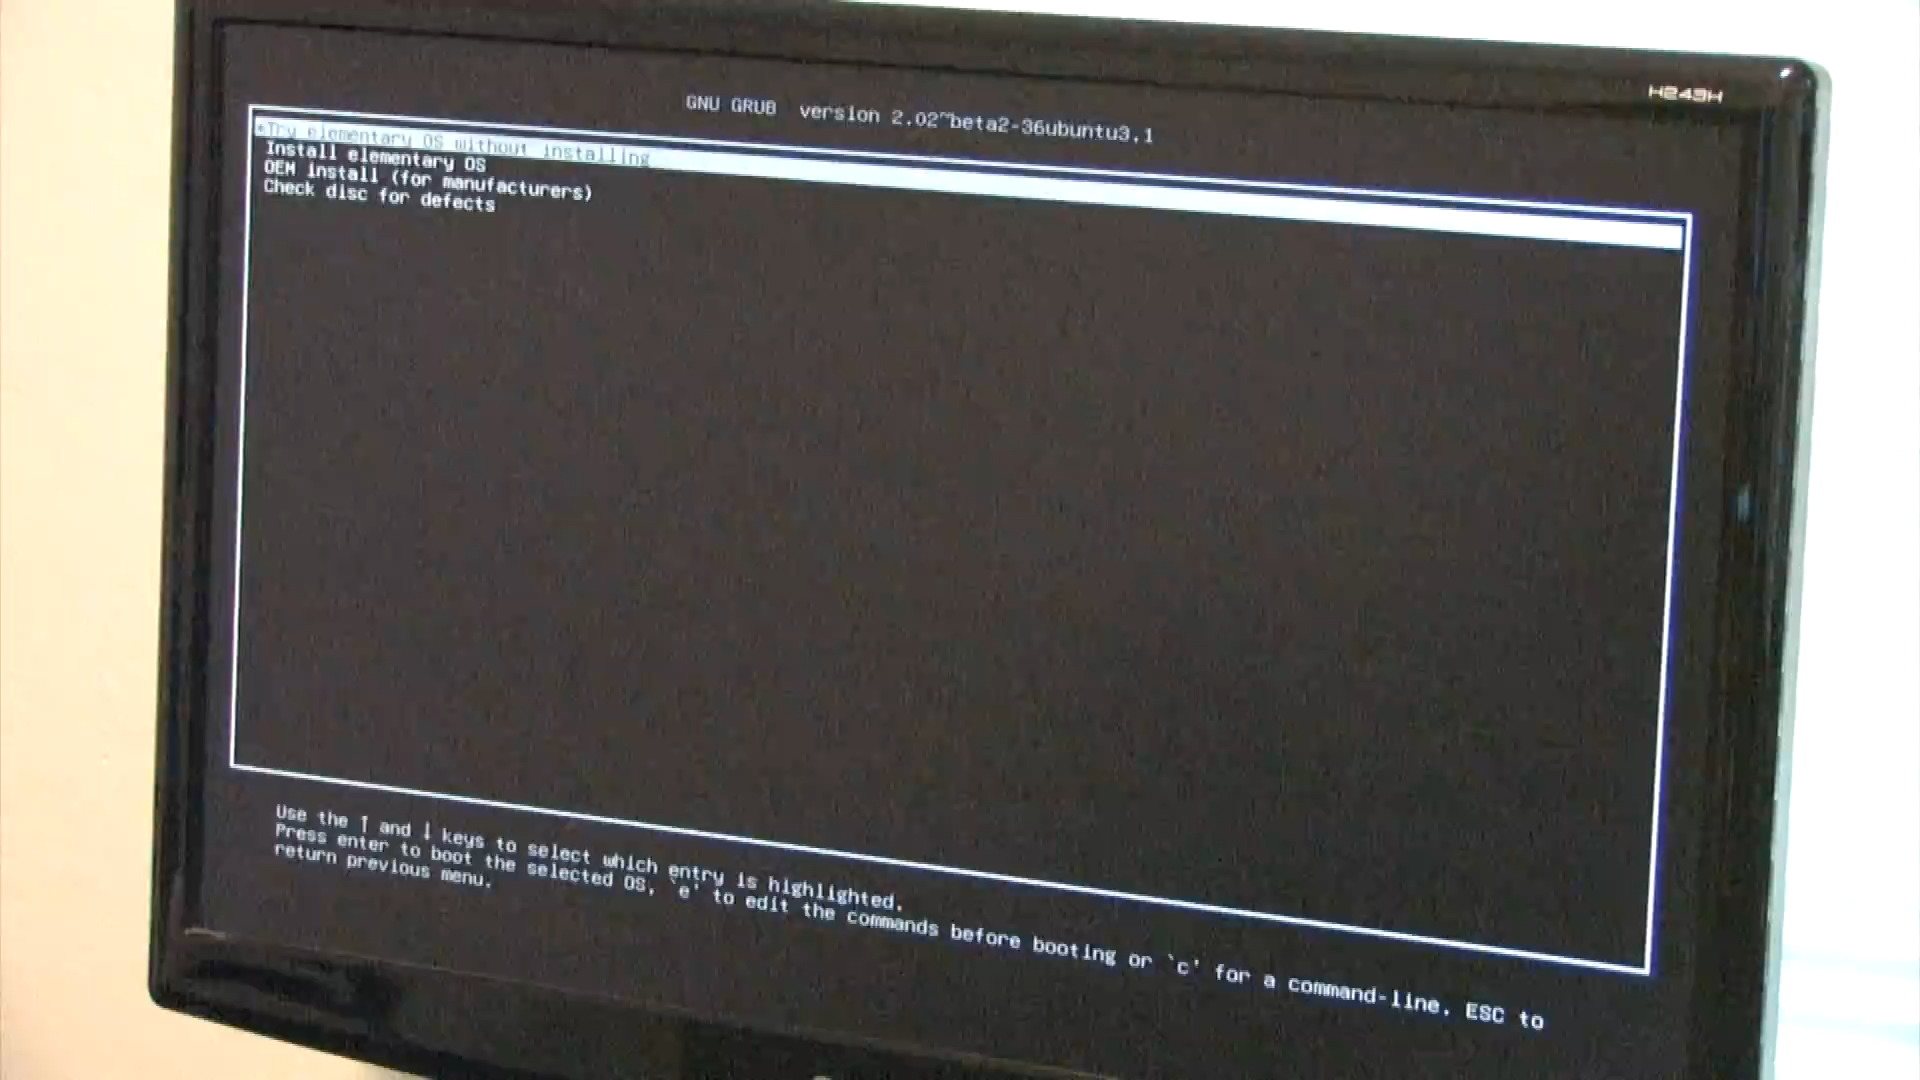 H243H
GNU GRUB version 2.02~beta2-36ubuntu3.1
*Try elementary OS without installing
Install elementary OS
OEM install (for manufacturers)
Check disc for defects
Use the ↑ and ↓ keys to select which entry is highlighted.
Press enter to boot the selected OS, `e' to edit the commands before booting or `c' for a command-line. ESC to
return previous menu.